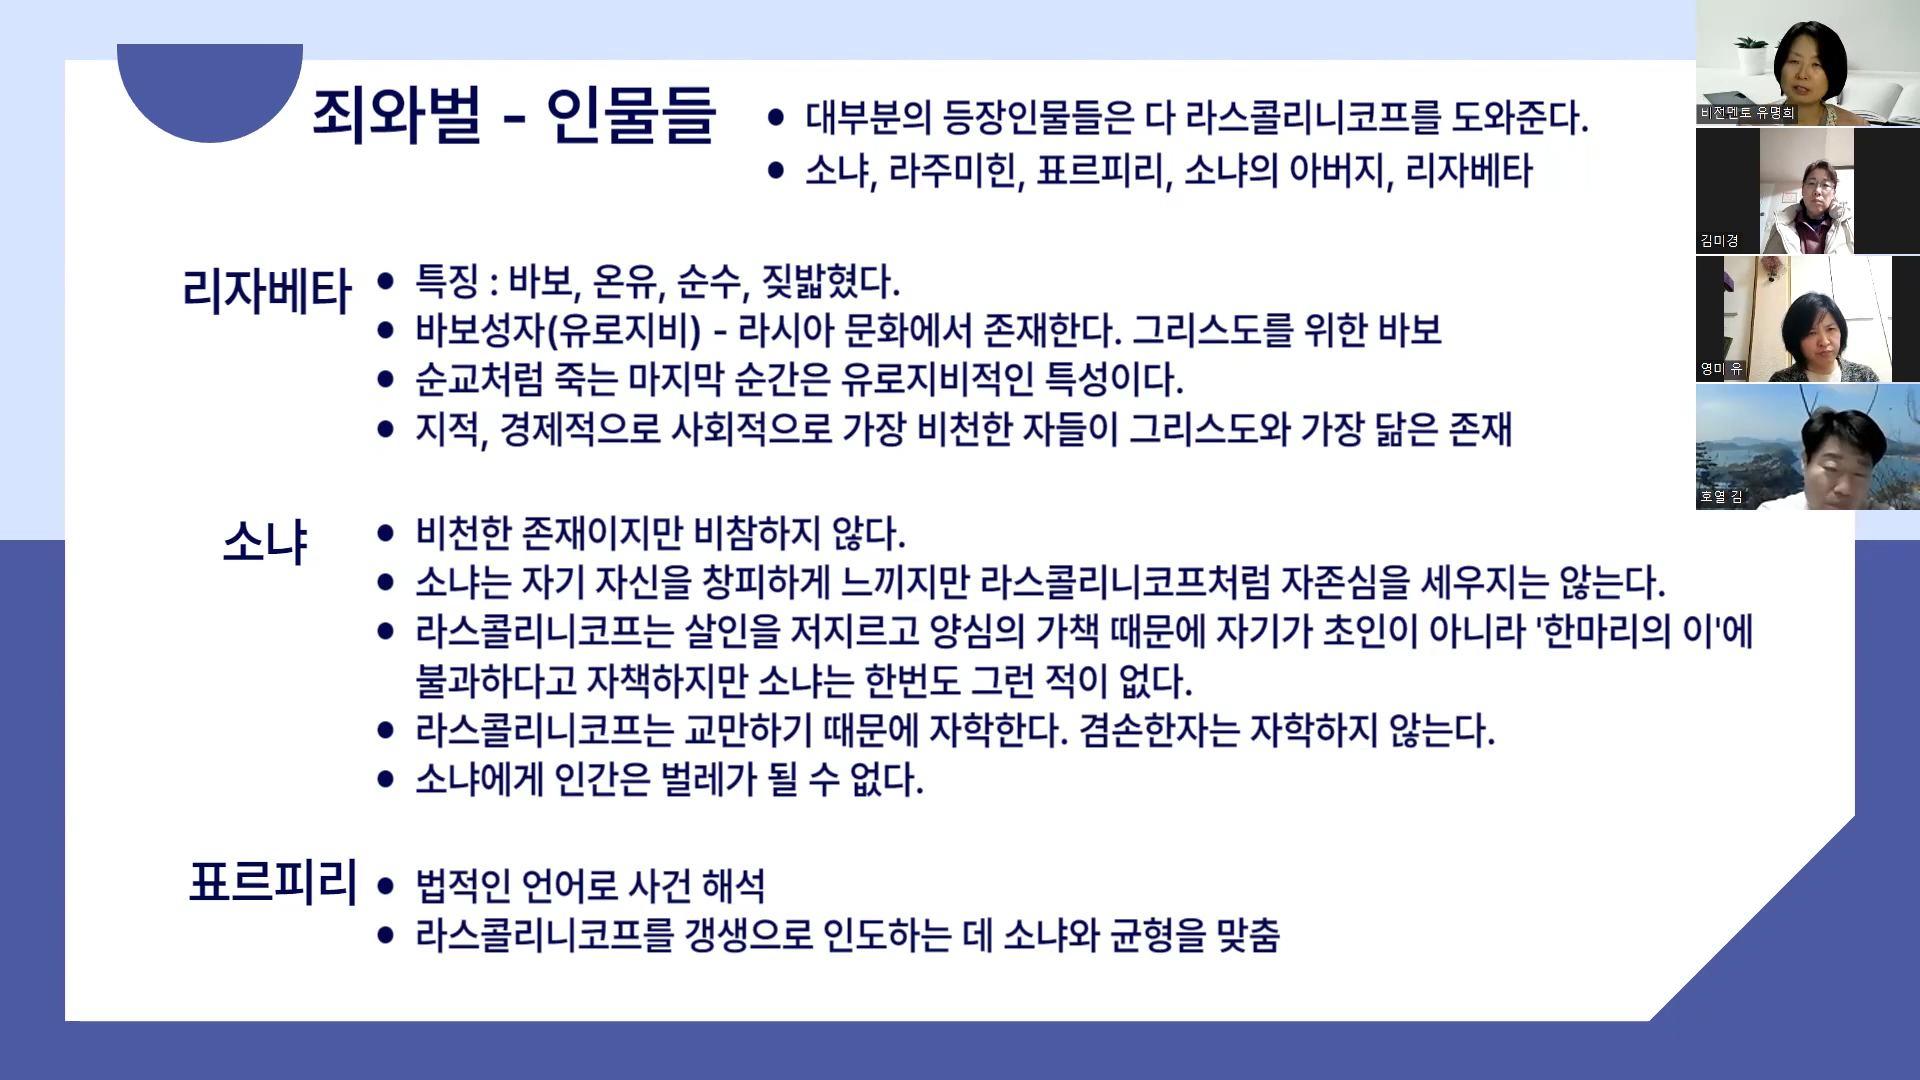 죄와벌 - 인물들
● 대부분의 등장인물들은 다 라스콜리니코프를 도와준다.
● 소냐, 라주미힌, 표르피리, 소냐의 아버지, 리자베타
리자베타
● 특징 : 바보, 온유, 순수, 짖밟혔다.
● 바보성자(유로지비) - 라시아 문화에서 존재한다. 그리스도를 위한 바보
● 순교처럼 죽는 마지막 순간은 유로지비적인 특성이다.
● 지적, 경제적으로 사회적으로 가장 비천한 자들이 그리스도와 가장 닮은 존재
소냐
● 비천한 존재이지만 비참하지 않다.
● 소냐는 자기 자신을 창피하게 느끼지만 라스콜리니코프처럼 자존심을 세우지는 않는다.
● 라스콜리니코프는 살인을 저지르고 양심의 가책 때문에 자기가 초인이 아니라 '한마리의 이'에
불과하다고 자책하지만 소냐는 한번도 그런 적이 없다.
● 라스콜리니코프는 교만하기 때문에 자학한다. 겸손한자는 자학하지 않는다.
● 소냐에게 인간은 벌레가 될 수 없다.
표르피리
● 법적인 언어로 사건 해석
● 라스콜리니코프를 갱생으로 인도하는 데 소냐와 균형을 맞춤
비전멘토 유명희
김미경
영미 유
호열 김